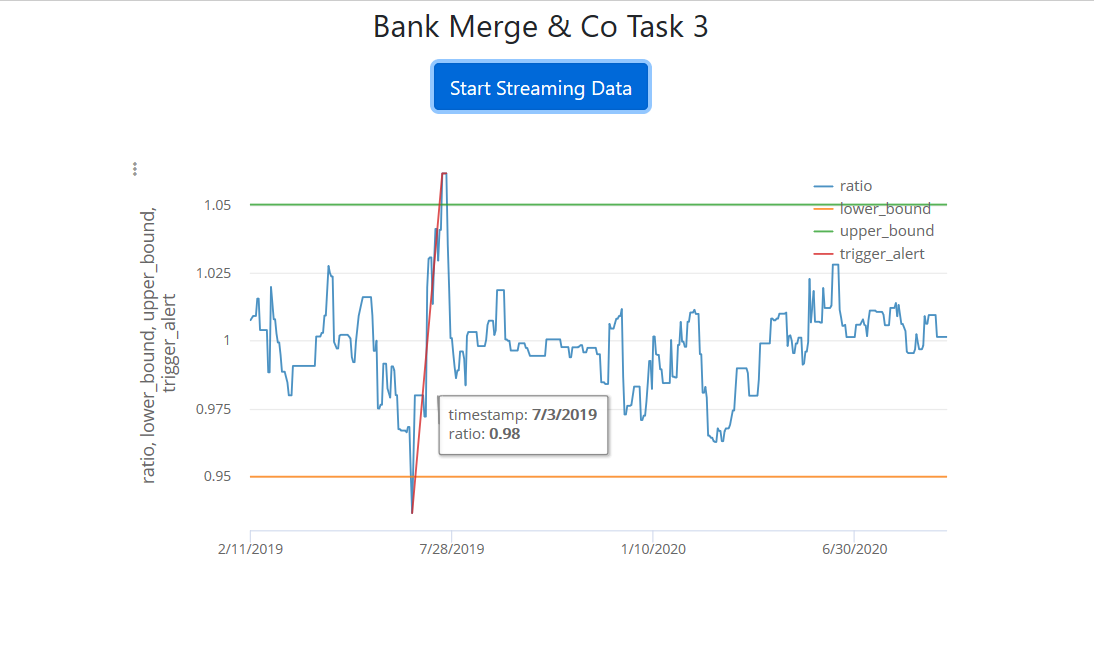 Bank Merge & Co Task 3
Start Streaming Data
ratio, lower_bound, upper_bound,
trigger_alert
1.05
1.025
1
0.975
0.95
ratio
lower_bound
upper_bound
trigger_alert
timestamp: 7/3/2019
ratio: 0.98
2/11/2019
7/28/2019
1/10/2020
6/30/2020